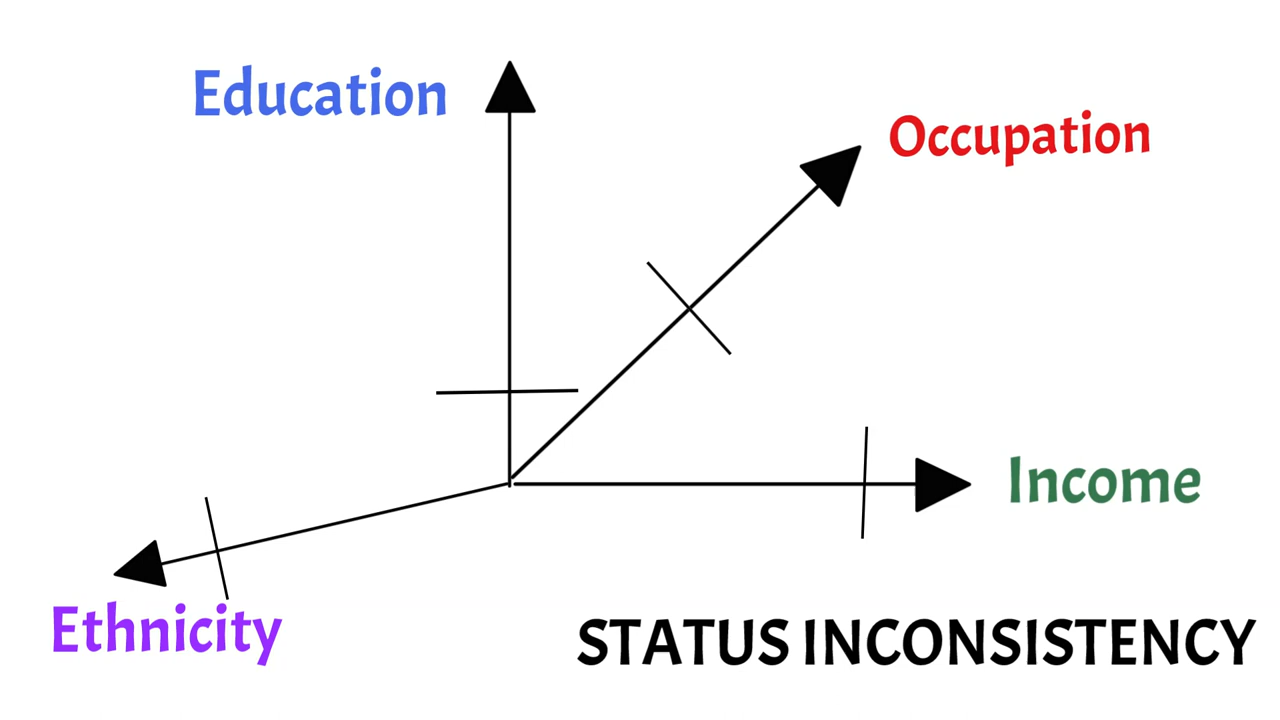 Education
Occupation
Income
Ethnicity
STATUS INCONSISTENCY